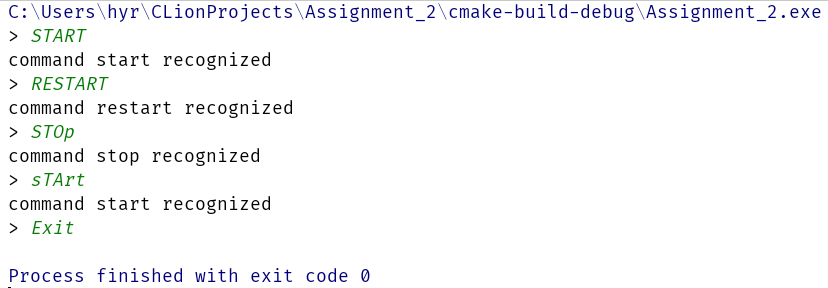 C:\Users\hyr\CLionProjects\Assignment_2\cmake-build-debug\Assignment_2.exe
> START
command start recognized
> RESTART
command restart recognized
> STOp
command stop recognized
> sTArt
command start recognized
> Exit
Process finished with exit code 0